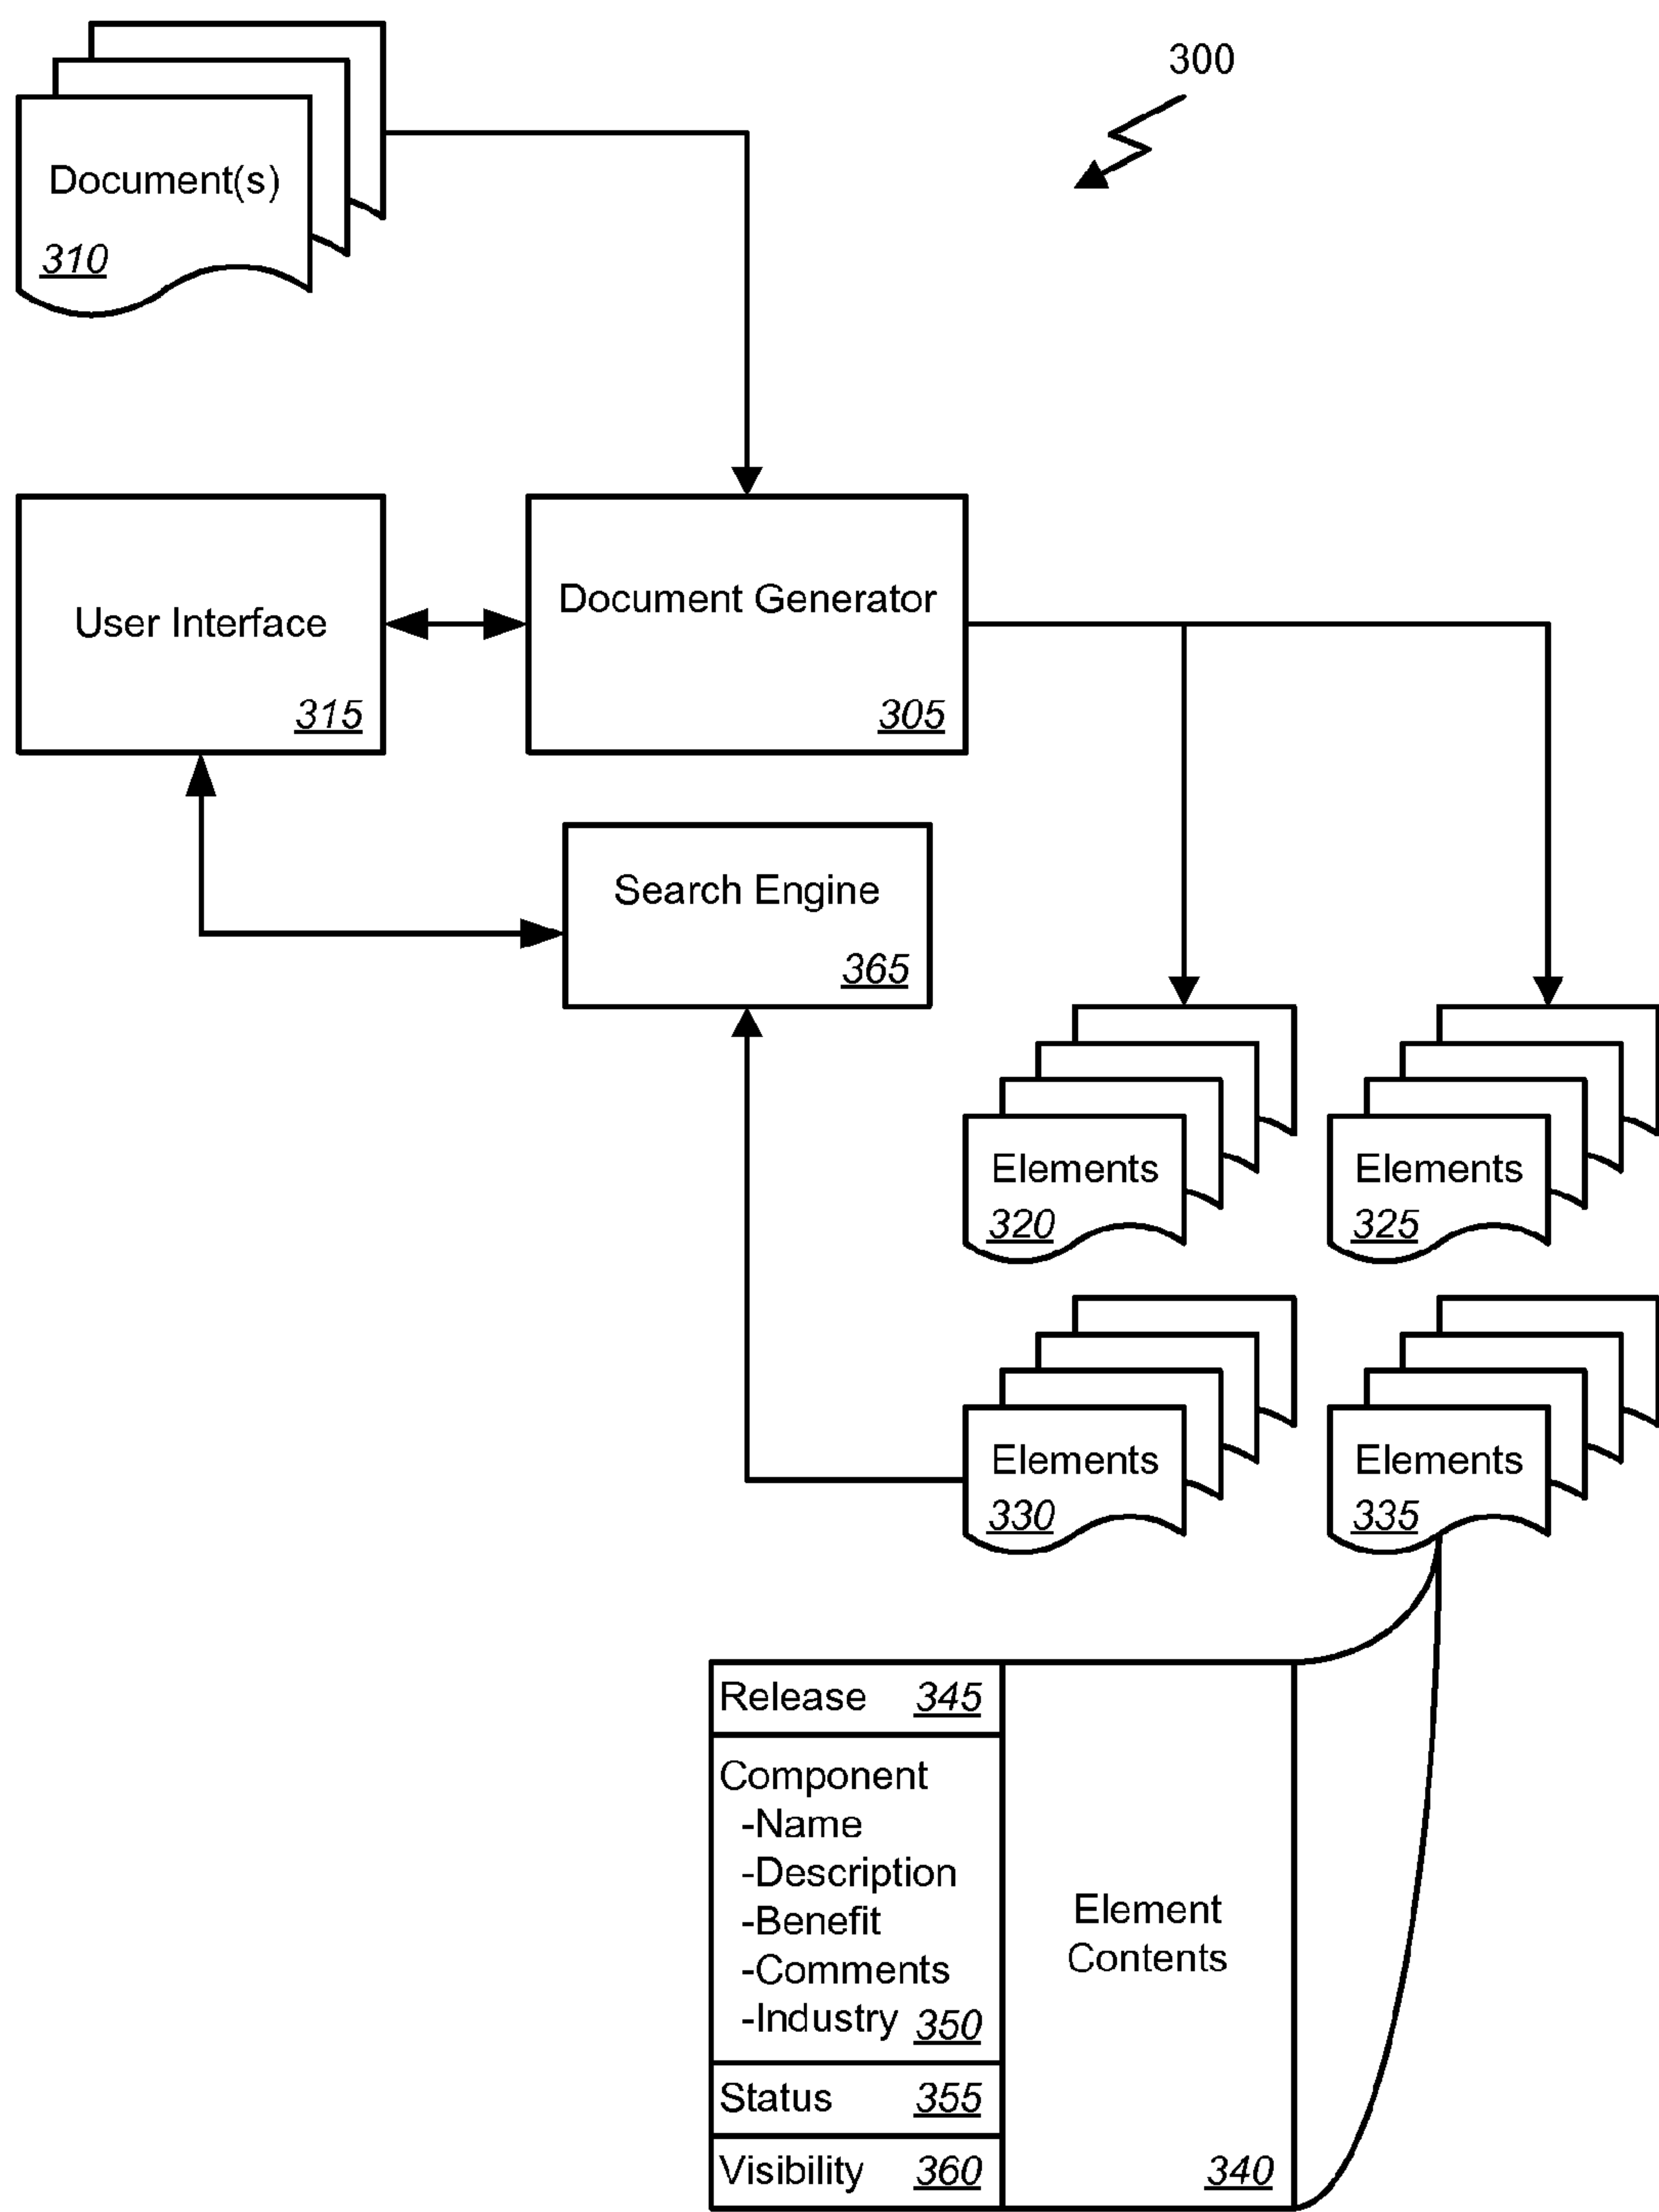 300
Document(s)
310
User Interface
315
Document Generator
305
Search Engine
365
Elements
320
Elements
325
Elements
330
Elements
335
Release 345
Component
-Name
-Description
-Benefit
-Comments
-Industry 350
Status 355
Visibility 360
Element
Contents
340